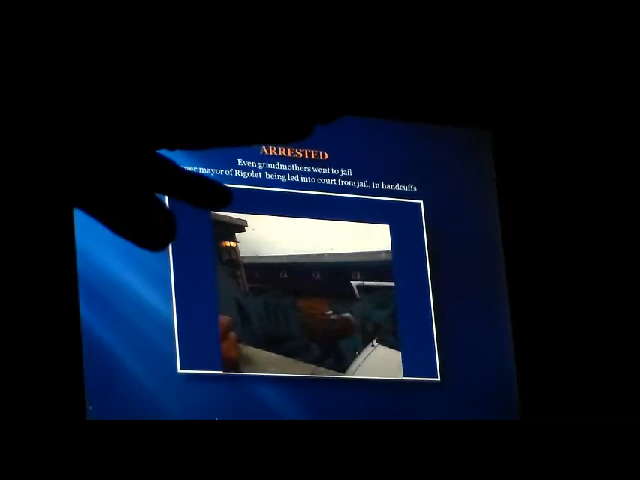 ARRESTED
Even grandmothers went to jail
mayor of Rigolet being led into court from jail. In handcuffs